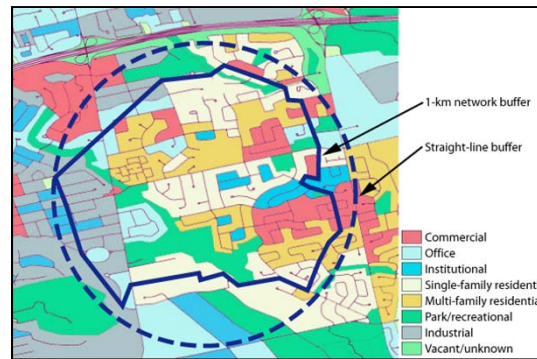 1-km network buffer
Straight-line buffer
Commercial
Office
Institutional
Single-family resident
Multi-family residential
Park/recreational
Industrial
Vacant/unknown